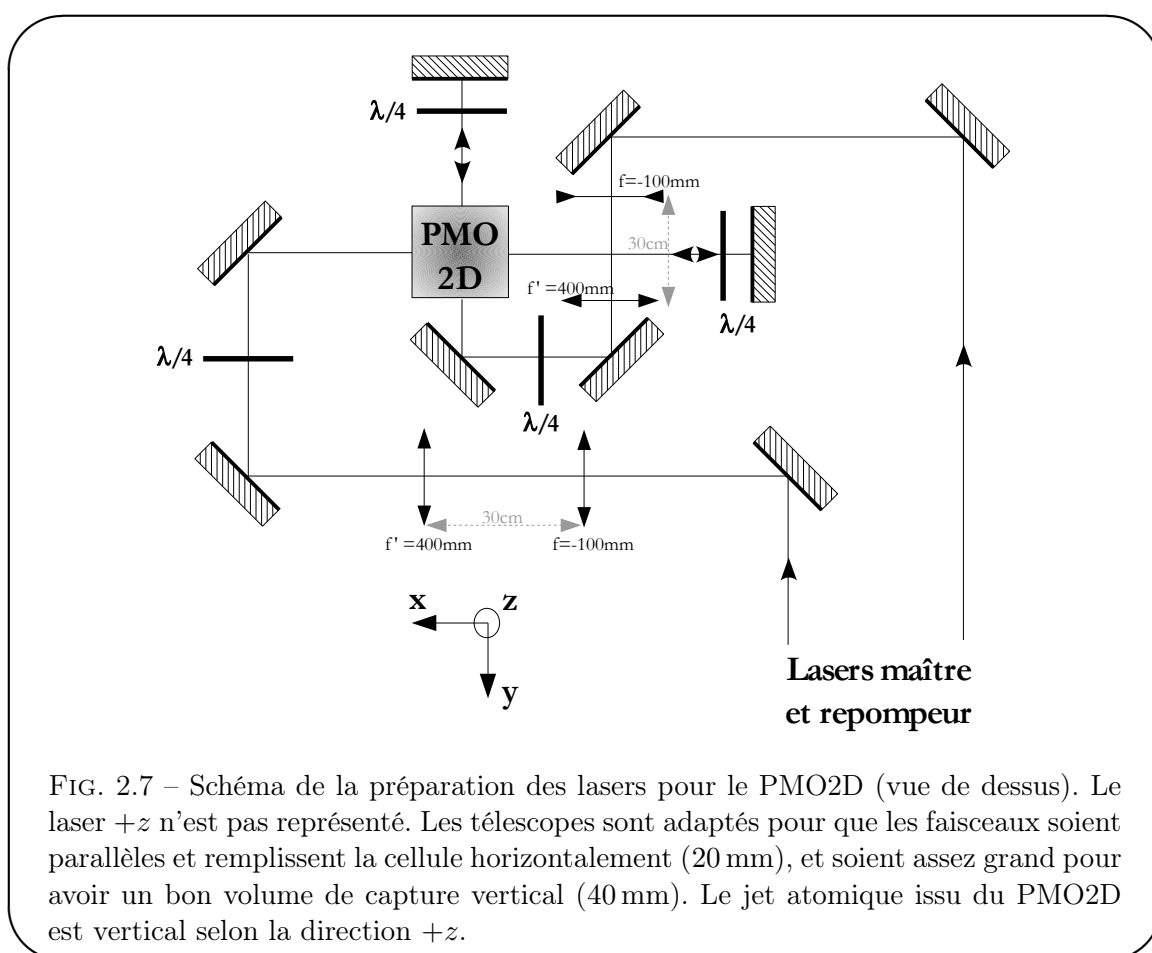 λ/4
f=-100mm
PMO
2D
30cm
f' =400mm
λ/4
λ/4
λ/4
30cm
f' =400mm
f=-100mm
x
z
y
Lasers maître
et repompeur
FIG. 2.7 – Schéma de la préparation des lasers pour le PMO2D (vue de dessus). Le
laser +z n'est pas représenté. Les télescopes sont adaptés pour que les faisceaux soient
parallèles et remplissent la cellule horizontalement (20 mm), et soient assez grand pour
avoir un bon volume de capture vertical (40 mm). Le jet atomique issu du PMO2D
est vertical selon la direction +z.